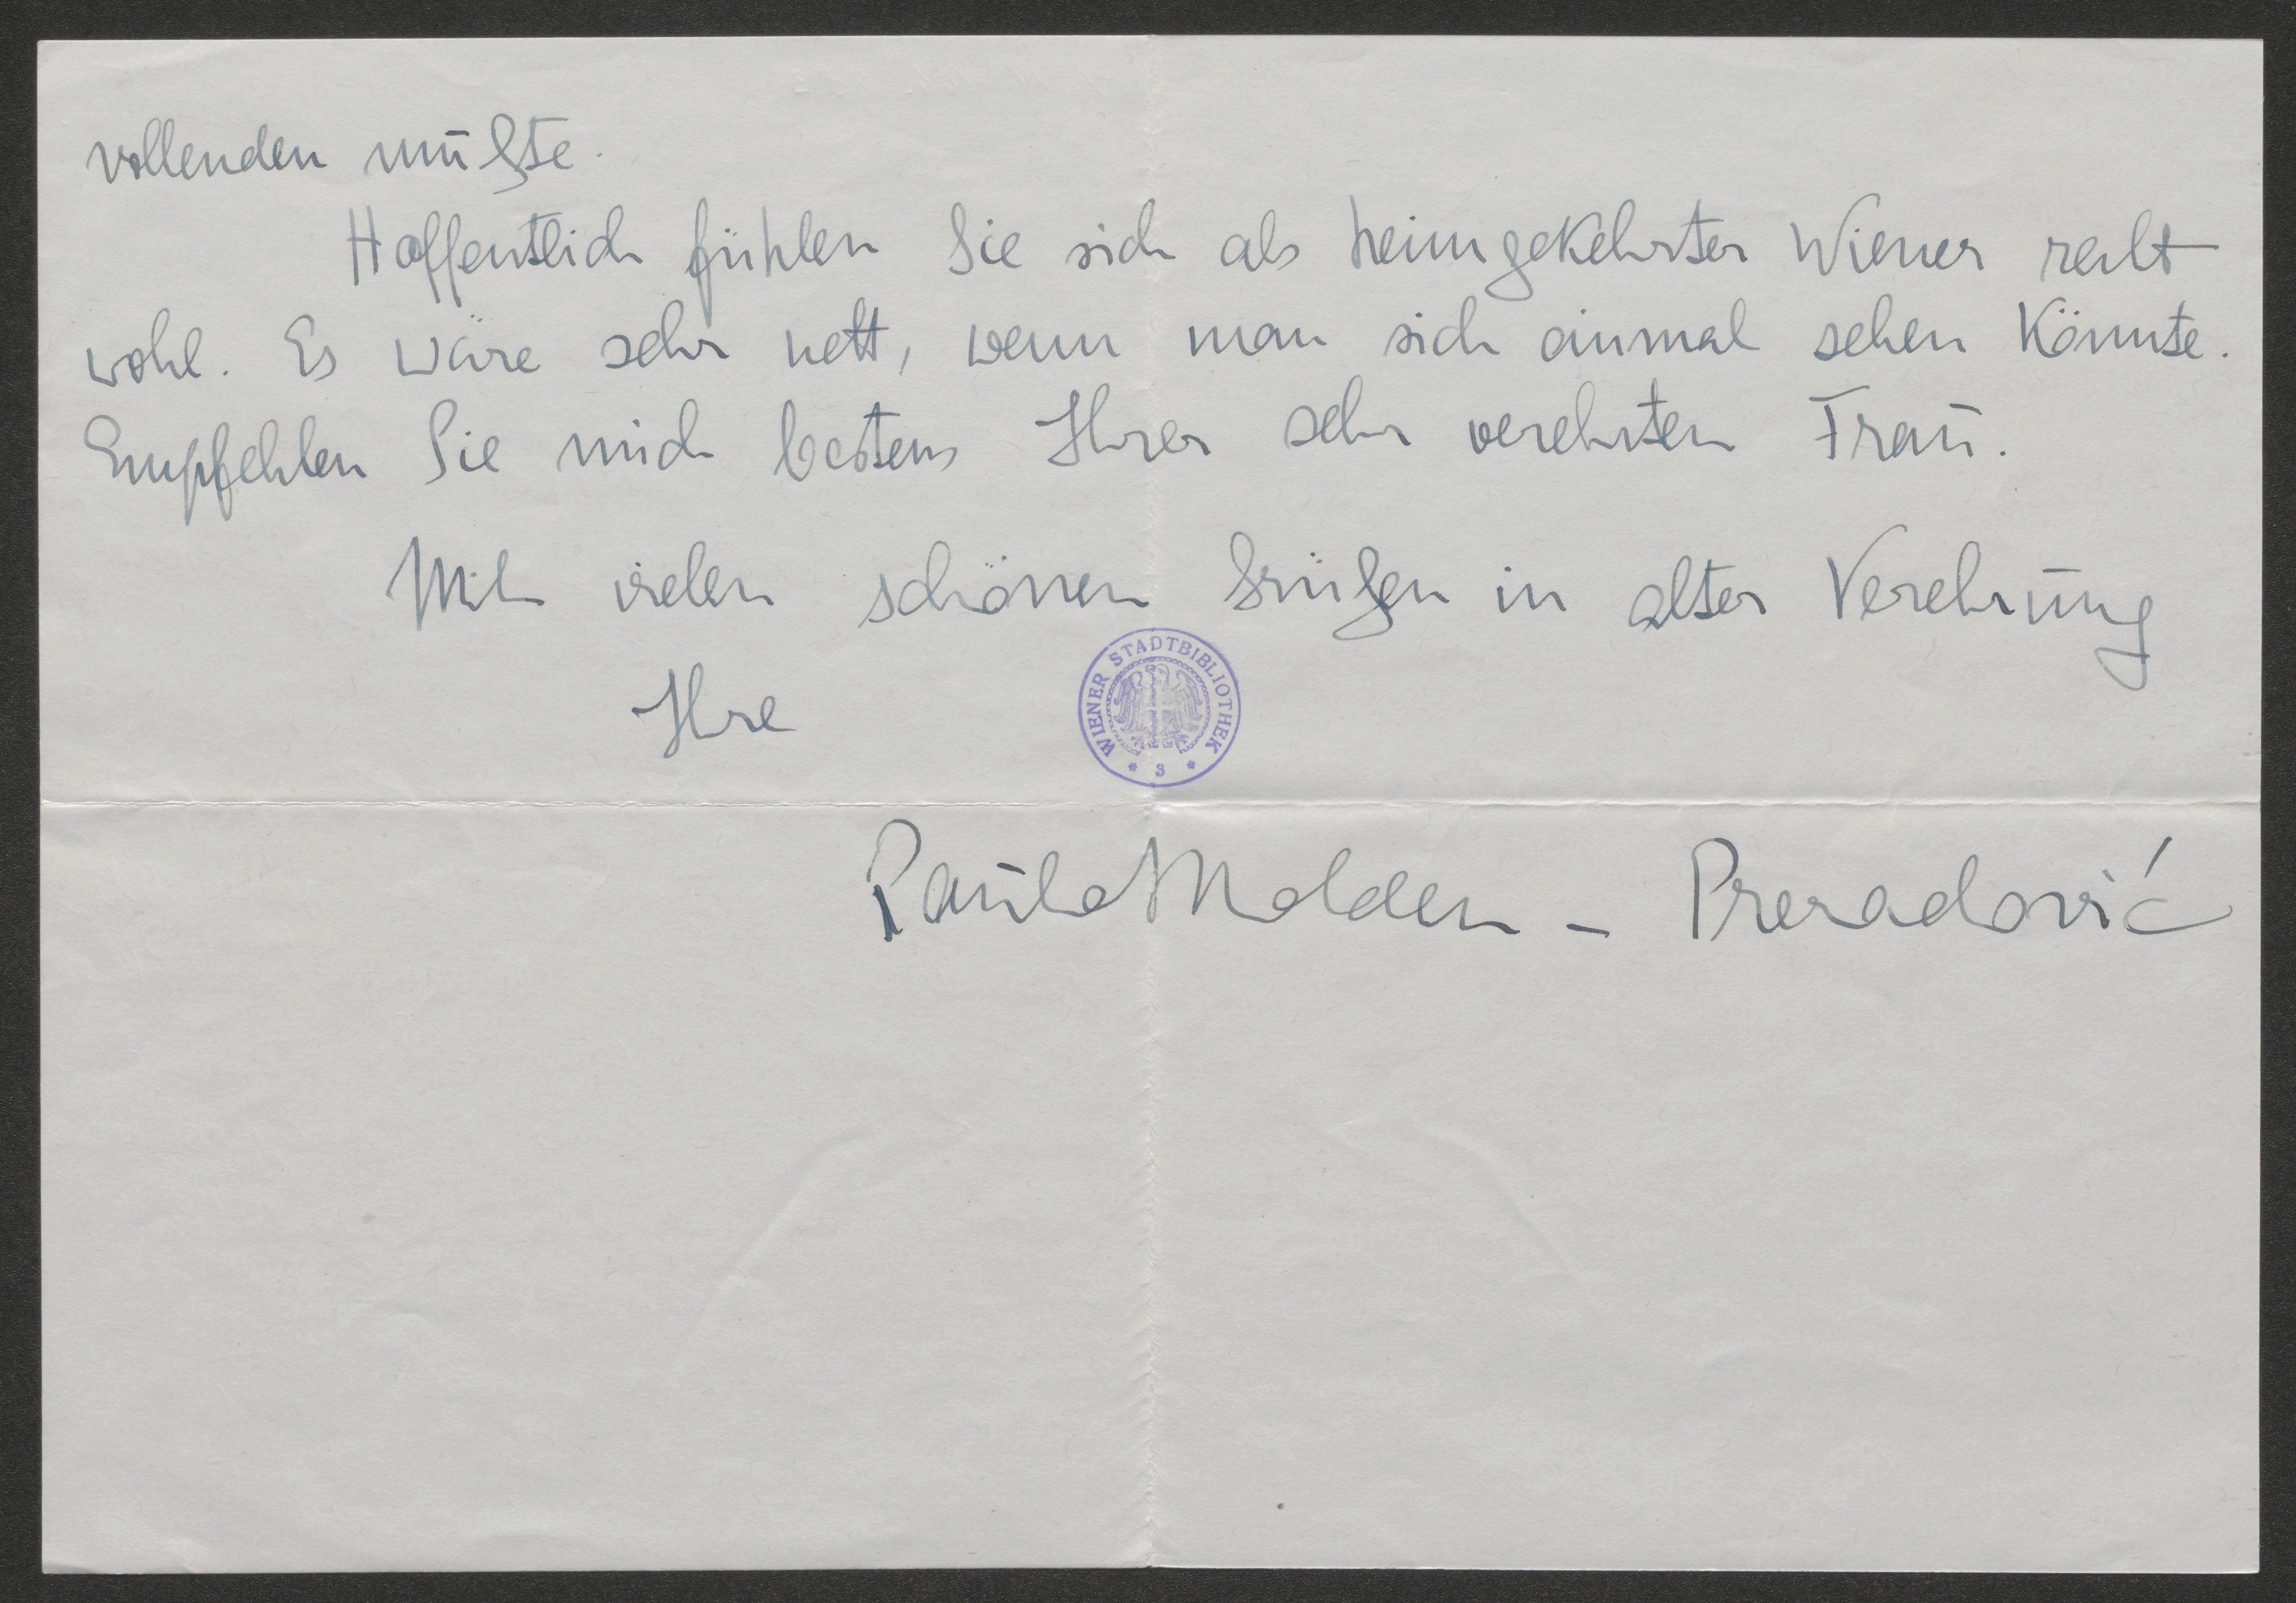 vollenden mußte.
Hoffentlich fühlen Sie sich als heimgekehrter Wiener recht
wohl. Es wäre sehr nett, wenn man sich einmal sehen könnte.
Empfehlen Sie mich bestens Ihrer sehr verehrten Frau.
Mit vielen schönen Grüßen in alter Verehrung
Ihre
WIENER STADTBIBLIOTHEK
* 3 *
Paula Molden - Preradović